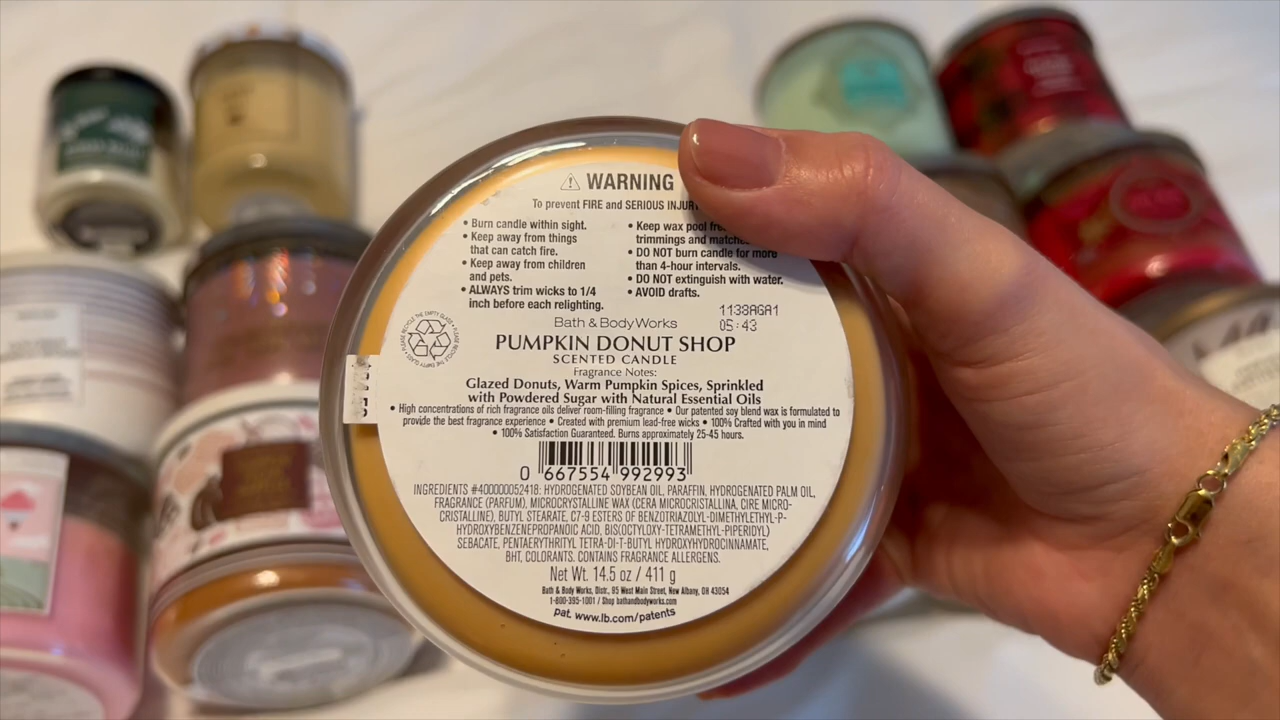 WARNING
To prevent FIRE and SERIOUS INJUR
• Burn candle within sight.
• Keep away from things
that can catch fire.
• Keep away from children
and pets.
• ALWAYS trim wicks to 1/4
inch before each relighting.
• Keep wax pool
trimmings and
• DO NOT burn candle for more
than 4-hour intervals.
• DO NOT extinguish with water.
• AVOID drafts.
1138AGA1
05:43
Bath & Body Works
PUMPKIN DONUT SHOP
SCENTED CANDLE
Fragrance Notes:
Glazed Donuts, Warm Pumpkin Spices, Sprinkled
with Powdered Sugar with Natural Essential Oils
• High concentrations of rich fragrance oils deliver room-filling fragrance • Our patented soy blend wax is formulated to
provide the best fragrance experience • Created with premium lead-free wicks • 100% Crafted with you in mind
• 100% Satisfaction Guaranteed. Burns approximately 25-45 hours.
0 667554 992993
INGREDIENTS #400000052418: HYDROGENATED SOYBEAN OIL, PARAFFIN, HYDROGENATED PALM OIL,
FRAGRANCE (PARFUM), MICROCRYSTALLINE WAX (CERA MICROCRISTALLINA, CIRE MICRO-
CRISTALLINE), BUTYL STEARATE, C7-9 ESTERS OF BENZOTRIAZOLYL-DIMETHYLETHYL-P-
HYDROXYBENZENEPROPANOIC ACID, BIS(OCTYLOXY-TETRAMETHYL-PIPERIDYL)
SEBACATE, PENTAERYTHRITYL TETRA-DI-T-BUTYL HYDROXYHYDROCINNAMATE,
BHT, COLORANTS. CONTAINS FRAGRANCE ALLERGENS.
Net Wt. 14.5 oz / 411 g
Bath & Body Works, Distr., 95 West Main Street, New Albany, OH 43054
1-800-395-1001 / Shop bathandbodyworks.com
pat. www.lb.com/patents
PLEASE RECYCLE THE EMPTY GLASS •